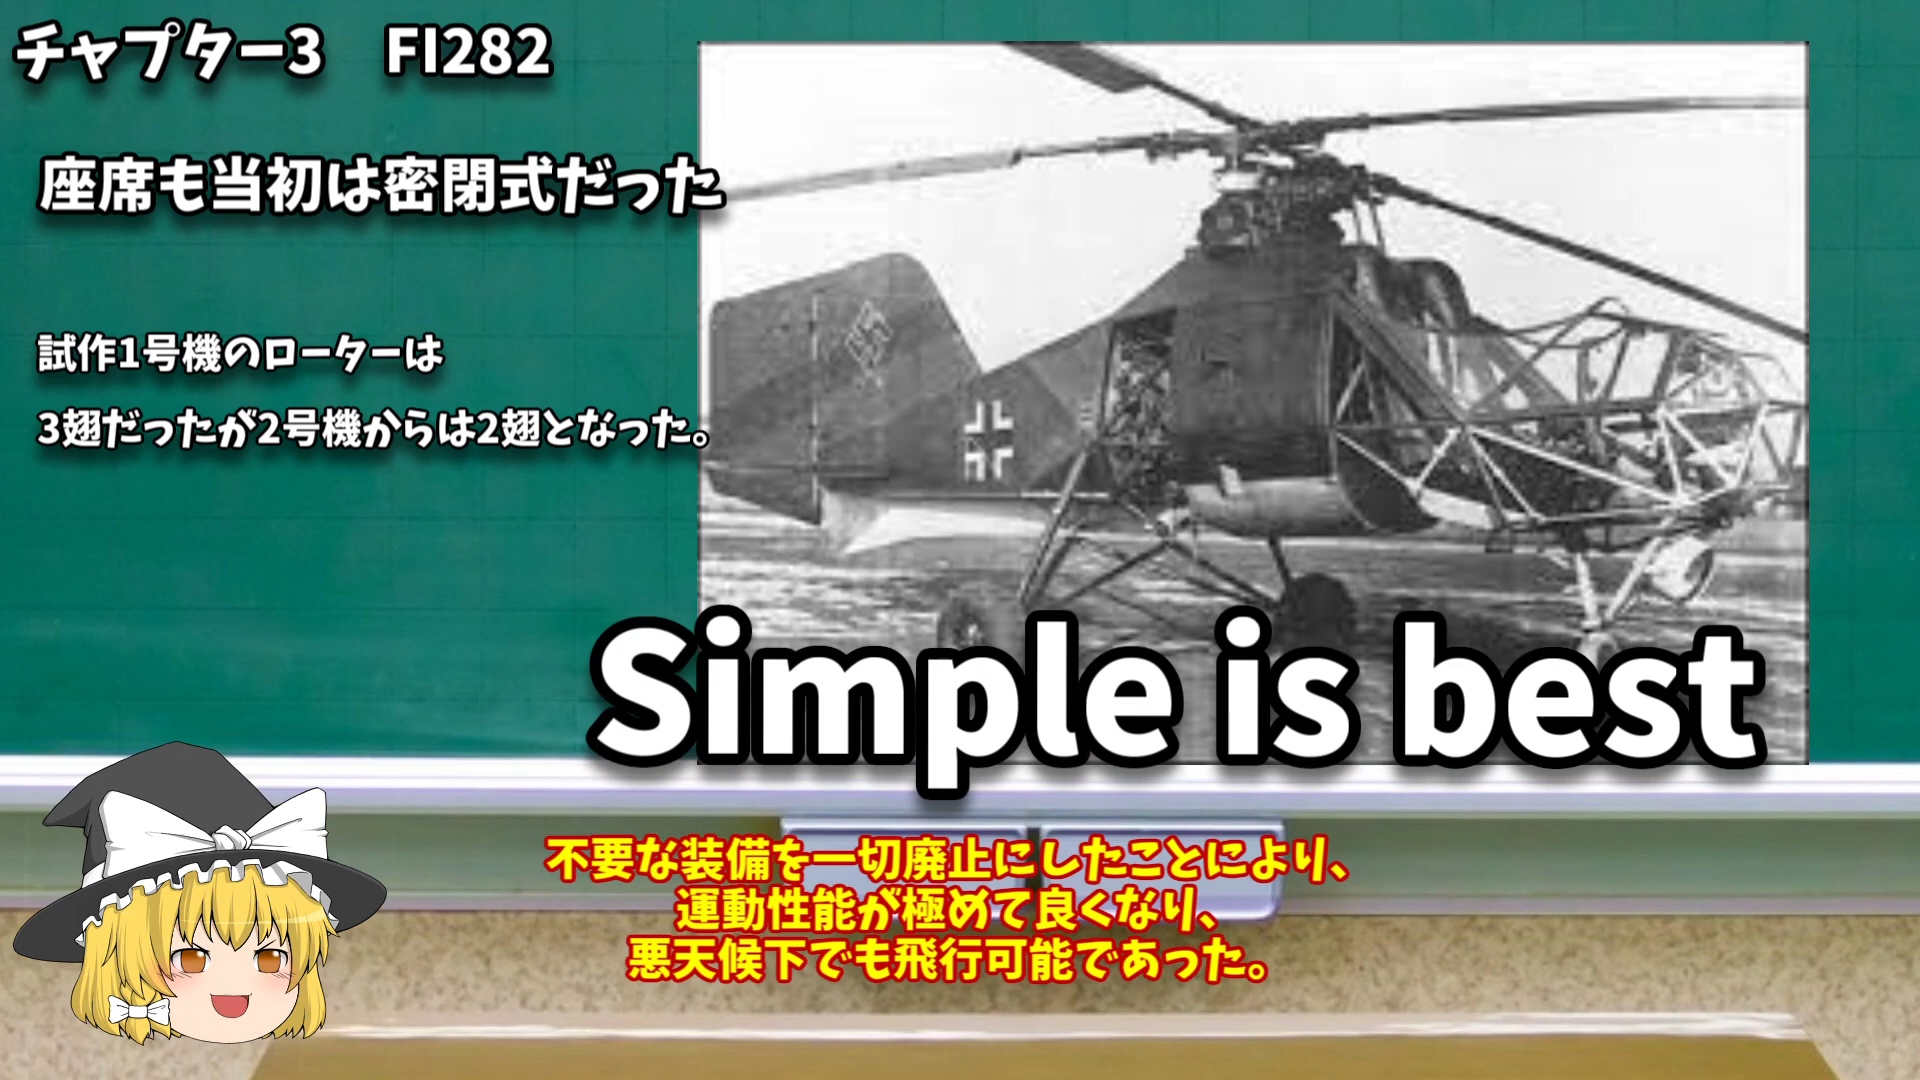 チャプター3　FI282
座席も当初は密閉式だった
試作1号機のローターは
3翅だったが2号機からは2翅となった。
Simple is best
不要な装備を一切廃止にしたことにより、
運動性能が極めて良くなり、
悪天候下でも飛行可能であった。